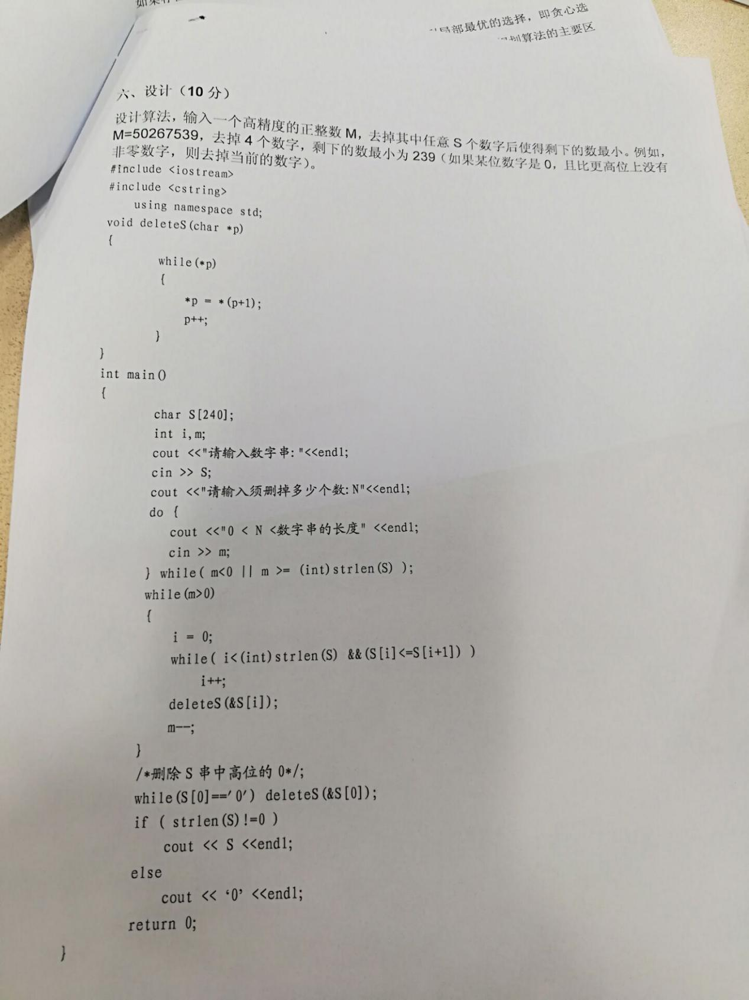 局部最优的选择，即贪心选
划算法的主要区
六、设计（10 分）
设计算法，输入一个高精度的正整数 M，去掉其中任意 S 个数字后使得剩下的数最小。例如，
M=50267539，去掉 4 个数字，剩下的数最小为 239（如果某位数字是 0，且比更高位上没有
非零数字，则去掉当前的数字）。
#include <iostream>
#include <cstring>
using namespace std;
void deleteS(char *p)
{
while(*p)
{
*p = *(p+1);
p++;
}
}
int main()
{
char S[240];
int i,m;
cout <<"请输入数字串: "<<endl;
cin >> S;
cout <<"请输入须删掉多少个数: N"<<endl;
do {
cout <<"0 < N <数字串的长度" <<endl;
cin >> m;
} while( m<0 || m >= (int)strlen(S) );
while(m>0)
{
i = 0;
while( i<(int)strlen(S) &&(S[i]<=S[i+1]) )
i++;
deleteS(&S[i]);
m--;
}
/*删除 S 串中高位的 0*/;
while(S[0]=='0') deleteS(&S[0]);
if ( strlen(S)!=0 )
cout << S <<endl;
else
cout << ‘0’ <<endl;
return 0;
}